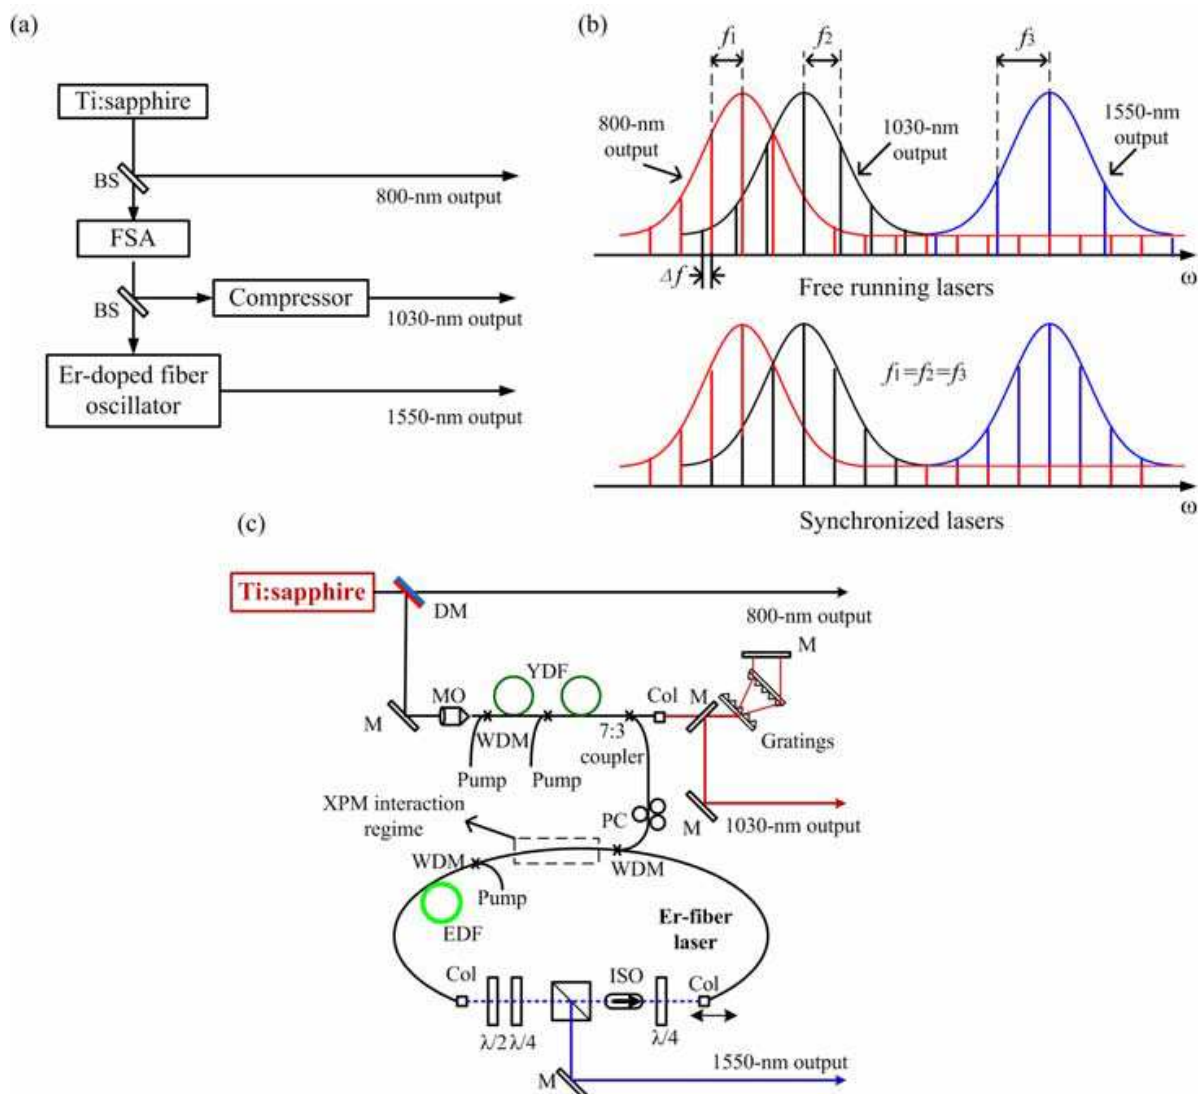 (a)
Ti:sapphire
BS
800-nm output
FSA
BS
Compressor
1030-nm output
Er-doped fiber
oscillator
1550-nm output
(b)
f1
f2
f3
800-nm
output
1030-nm
output
1550-nm
output
Δf
Free running lasers
ω
f1=f2=f3
ω
Synchronized lasers
(c)
Ti:sapphire
DM
800-nm output
M
YDF
MO
Col
M
M
WDM
7:3
coupler
Gratings
Pump
Pump
XPM interaction
regime
PC
M
1030-nm output
WDM
WDM
Pump
EDF
Er-fiber
laser
Col
ISO
Col
λ/2
λ/4
λ/4
M
1550-nm output